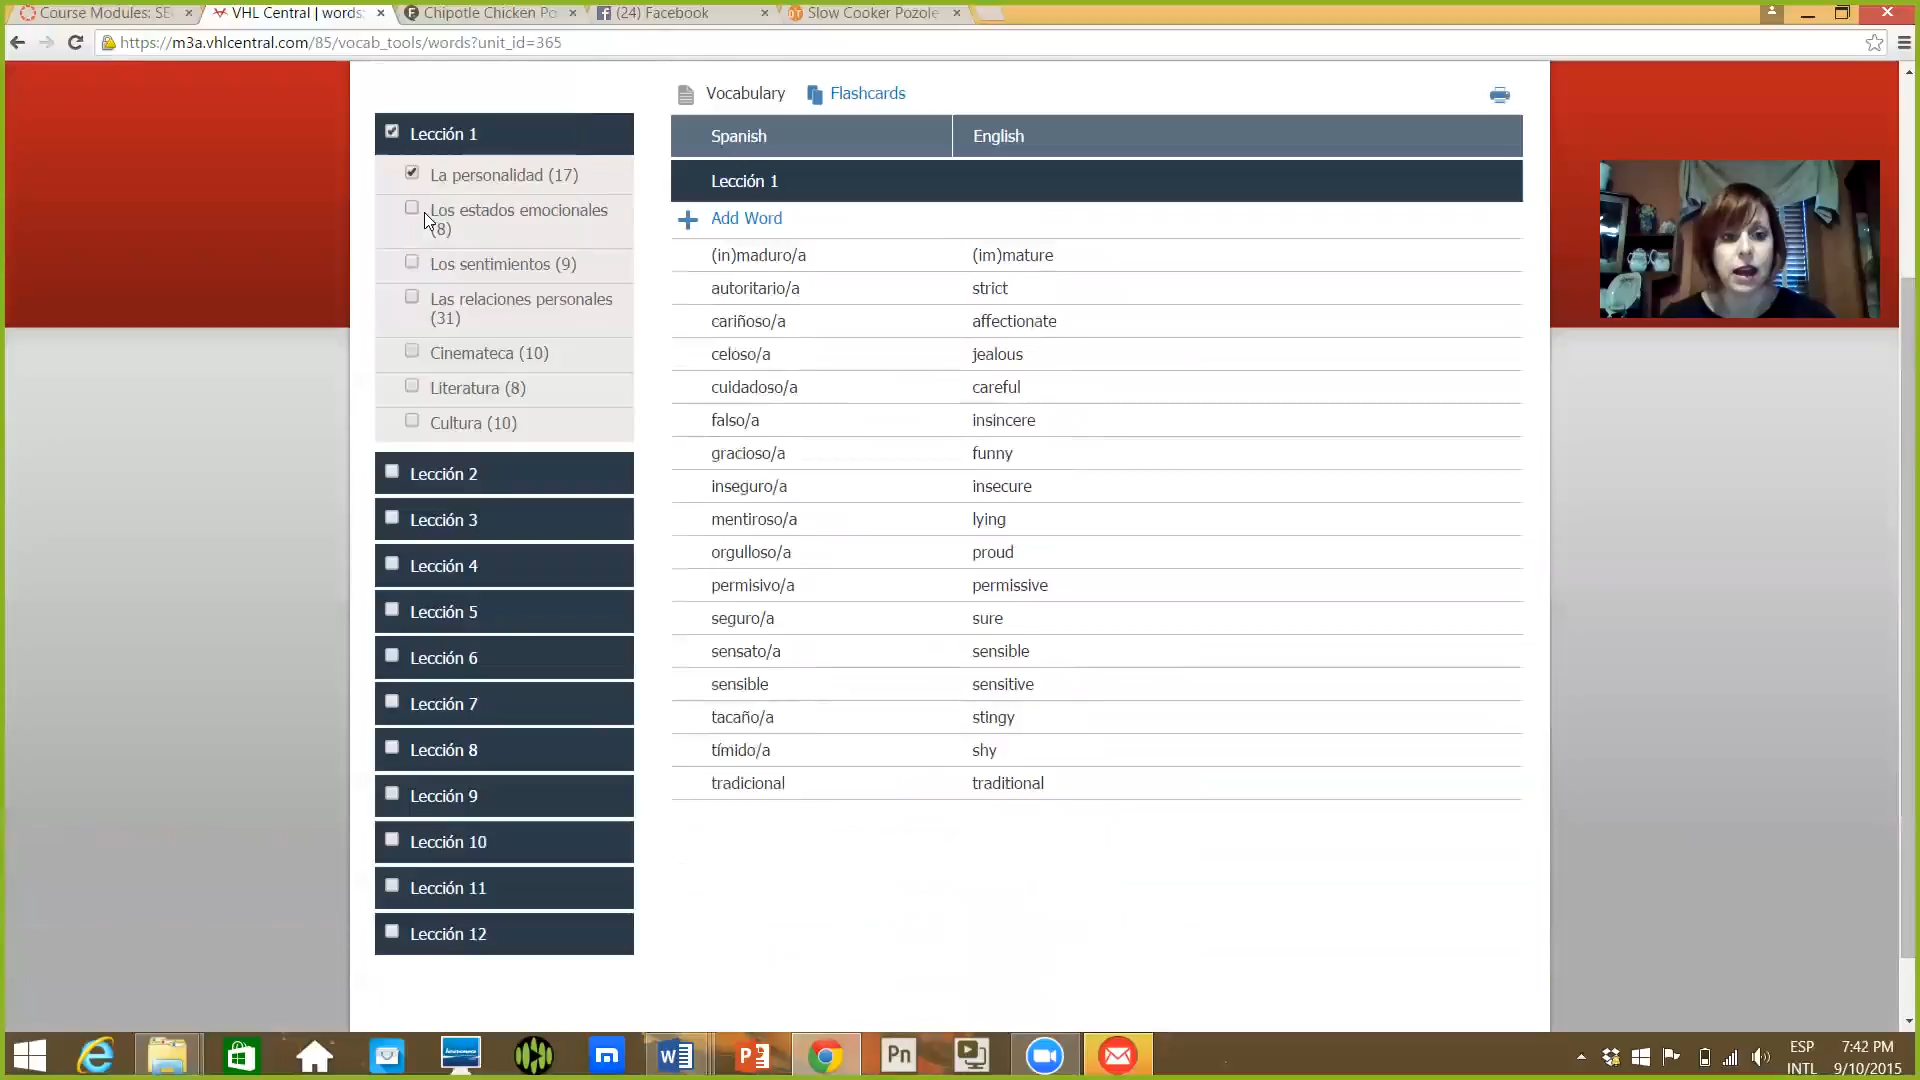 Course Modules: SE
VHL Central | words
Chipotle Chicken Po
(24) Facebook
Slow Cooker Pozole
https://m3a.vhlcentral.com/85/vocab_tools/words?unit_id=365
Vocabulary Flashcards
Lección 1
La personalidad (17)
Los estados emocionales
(8)
Los sentimientos (9)
Las relaciones personales
(31)
Cinemateca (10)
Literatura (8)
Cultura (10)
Lección 2
Lección 3
Lección 4
Lección 5
Lección 6
Lección 7
Lección 8
Lección 9
Lección 10
Lección 11
Lección 12
Spanish English
Lección 1
Add Word
(in)maduro/a (im)mature
autoritario/a strict
cariñoso/a affectionate
celoso/a jealous
cuidadoso/a careful
falso/a insincere
gracioso/a funny
inseguro/a insecure
mentiroso/a lying
orgulloso/a proud
permisivo/a permissive
seguro/a sure
sensato/a sensible
sensible sensitive
tacaño/a stingy
tímido/a shy
tradicional traditional
Pn
ESP 7:42 PM
INTL 9/10/2015